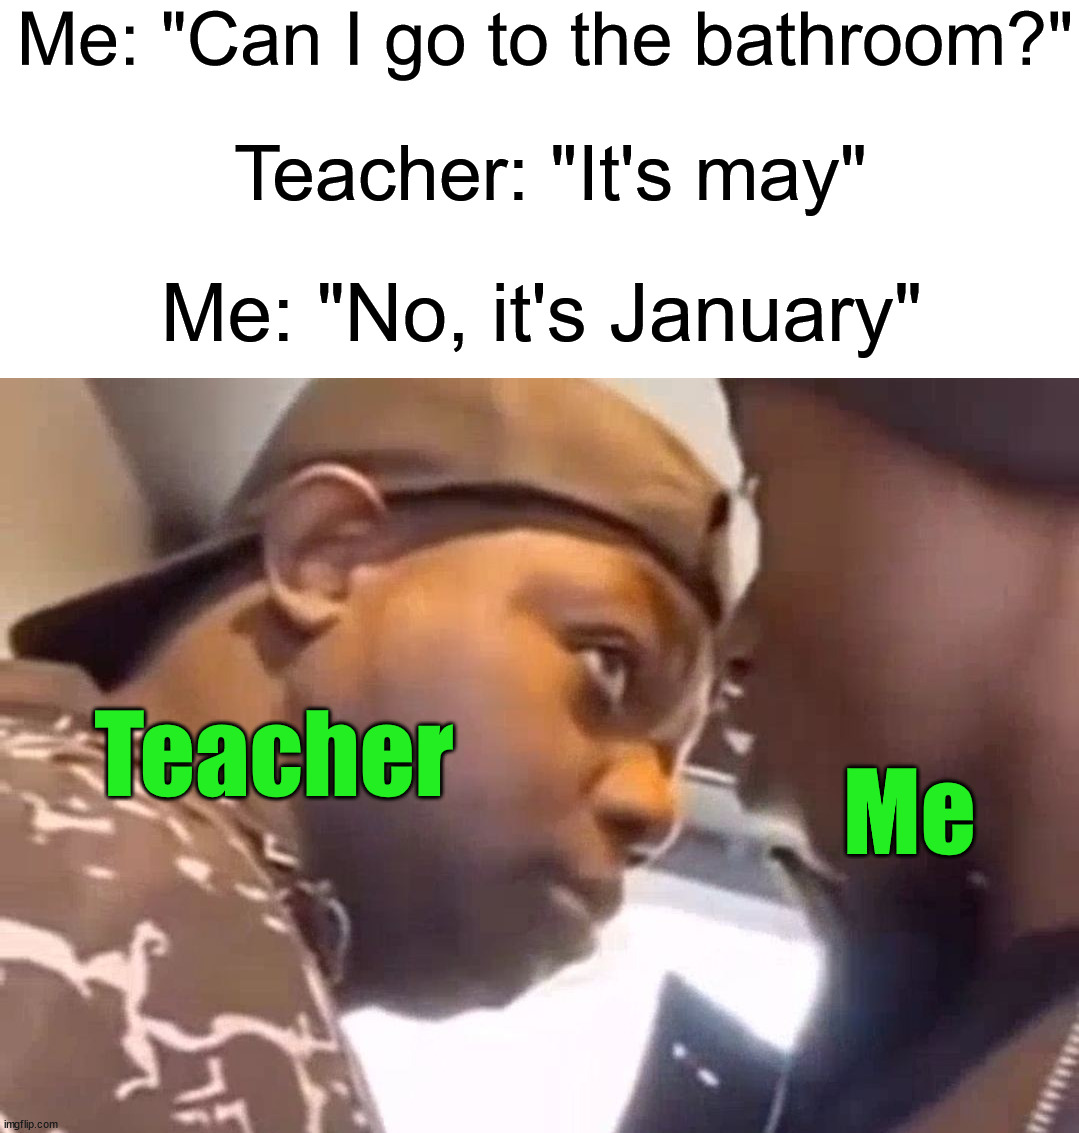 Me: "Can I go to the bathroom?"
Teacher: "It's may"
Me: "No, it's January"
Teacher
Me
imgflip.com